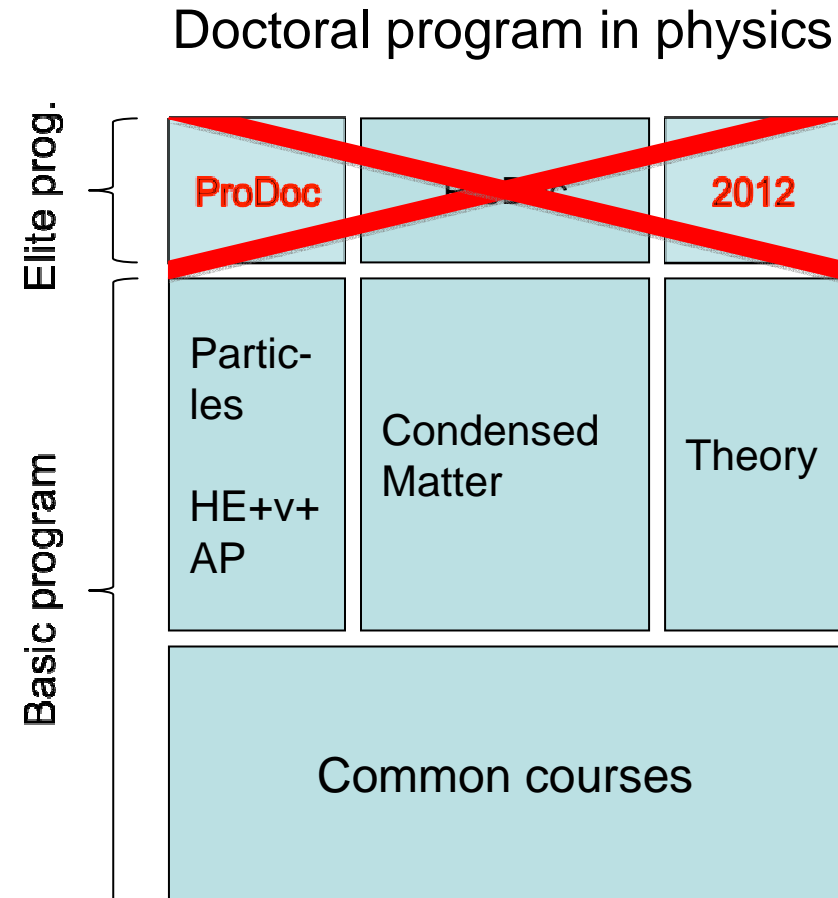 Doctoral program in physics
Elite prog.
ProDoc
2012
Basic program
Partic-
les
HE+v+
AP
Condensed
Matter
Theory
Common courses